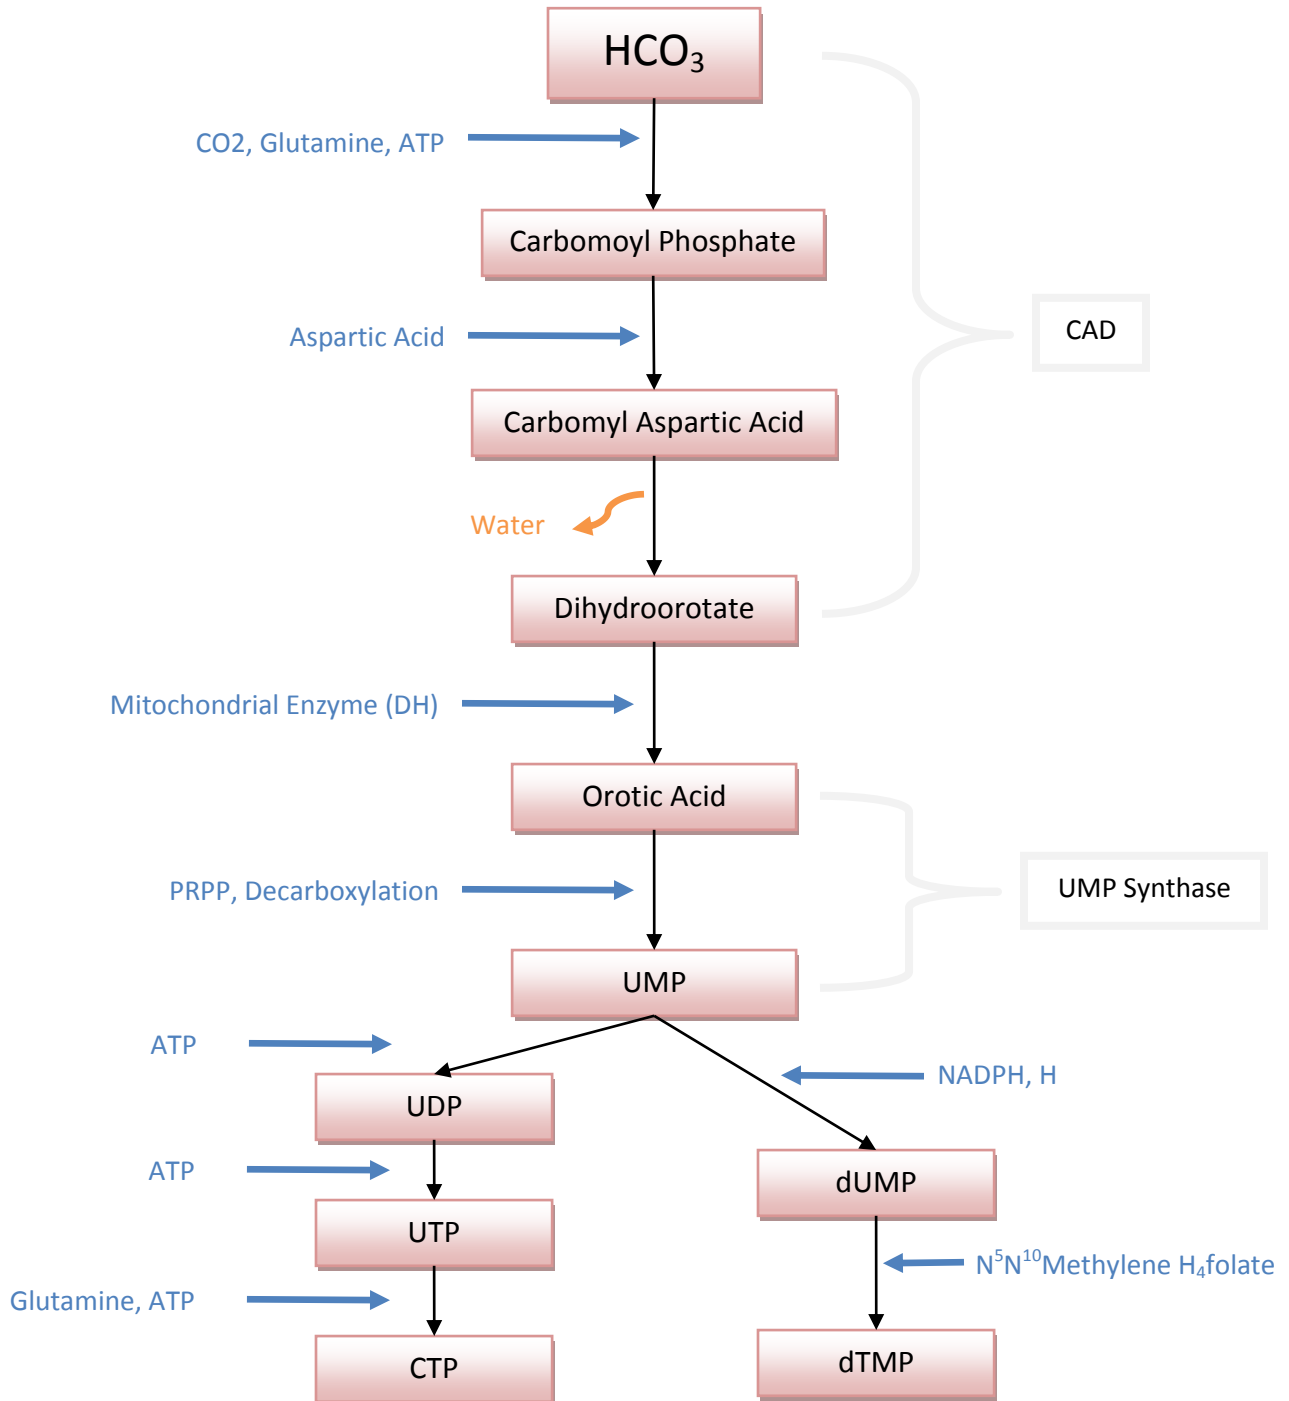 HCO₃
CO2, Glutamine, ATP
Carbomoyl Phosphate
Aspartic Acid
CAD
Carbomyl Aspartic Acid
Water
Dihydroorotate
Mitochondrial Enzyme (DH)
Orotic Acid
PRPP, Decarboxylation
UMP Synthase
UMP
ATP
NADPH, H
UDP
ATP
dUMP
UTP
N⁵N¹⁰Methylene H₄folate
Glutamine, ATP
CTP
dTMP